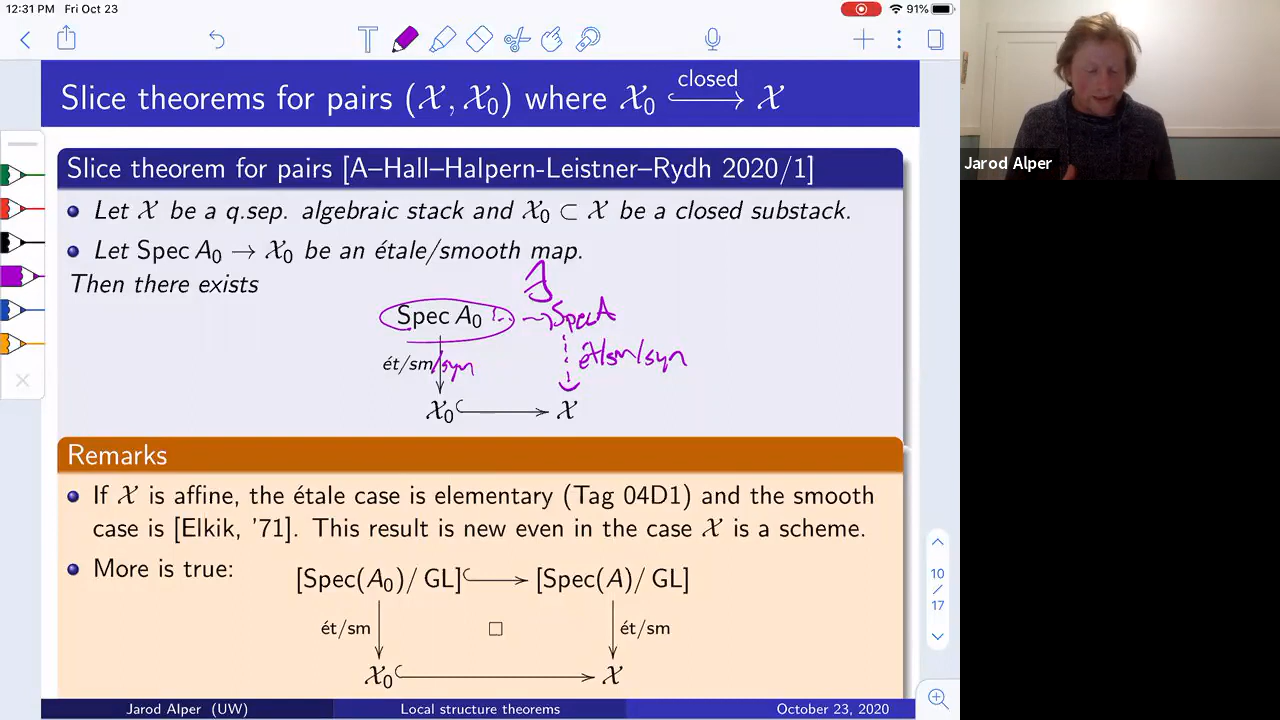 12:31 PM Fri Oct 23
91%
Slice theorems for pairs (𝒳, 𝒳₀) where 𝒳₀ closed ↪ 𝒳
Jarod Alper
Slice theorem for pairs [A–Hall–Halpern-Leistner–Rydh 2020/1]
Let 𝒳 be a q.sep. algebraic stack and 𝒳₀ ⊂ 𝒳 be a closed substack.
Let Spec A₀ → 𝒳₀ be an étale/smooth map.
Then there exists
Spec A₀ ⇢ Spec A
ét/sm/syn ét/sm/syn
𝒳₀ ↪ 𝒳
Remarks
If 𝒳 is affine, the étale case is elementary (Tag 04D1) and the smooth
case is [Elkik, '71]. This result is new even in the case 𝒳 is a scheme.
More is true:
[Spec(A₀)/ GL] ↪ [Spec(A)/ GL]
ét/sm □ ét/sm
𝒳₀ ↪ 𝒳
10
/
17
Jarod Alper (UW) Local structure theorems October 23, 2020